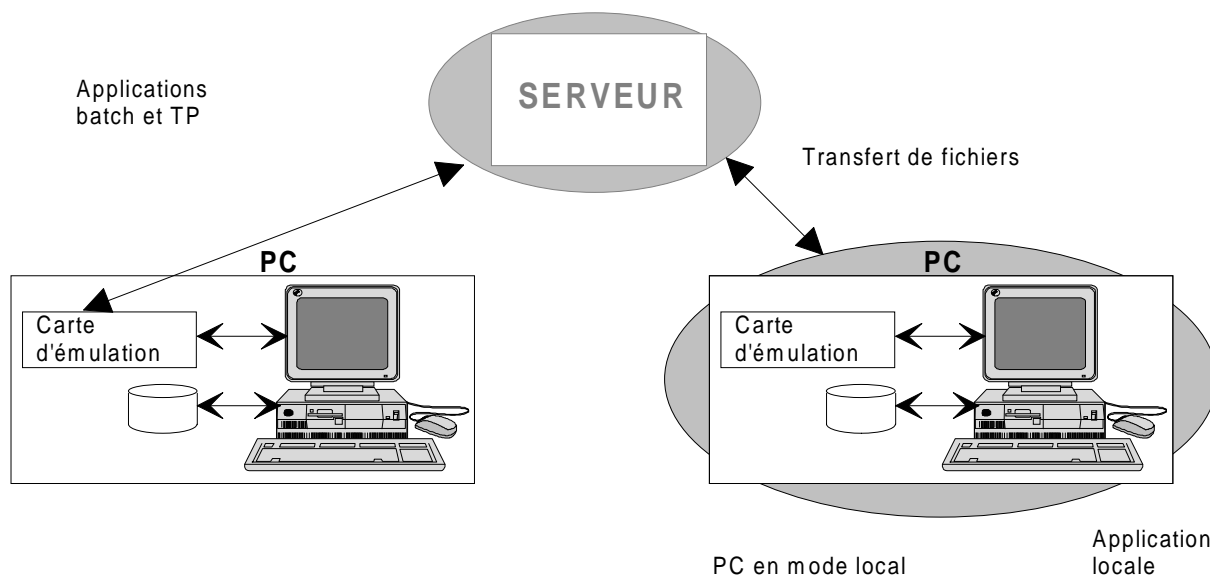 Applications
batch et TP
SERVEUR
Transfert de fichiers
PC
PC
Carte
d'émulation
Carte
d'émulation
PC en mode local
Application
locale